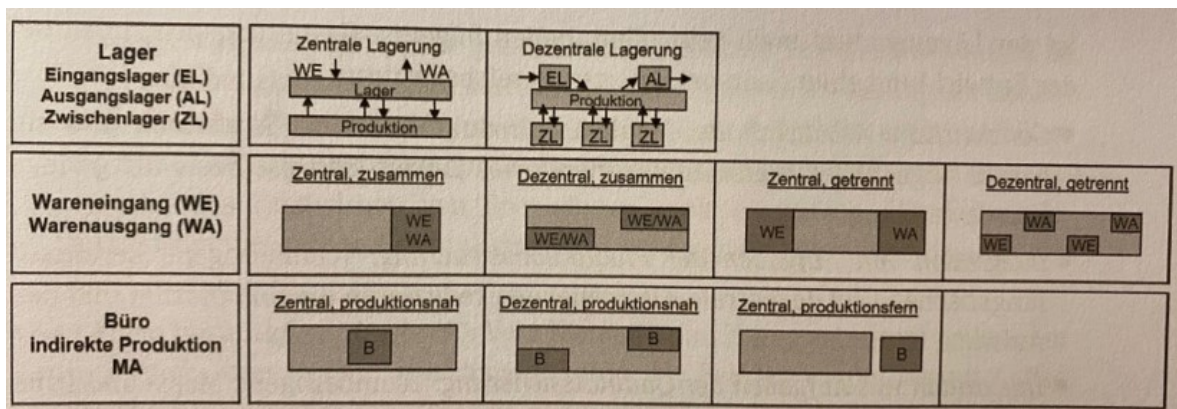 Lager
Eingangslager (EL)
Ausgangslager (AL)
Zwischenlager (ZL)
Zentrale Lagerung
WE
WA
Lager
Produktion
Dezentrale Lagerung
EL
AL
Produktion
ZL
ZL
ZL
Wareneingang (WE)
Warenausgang (WA)
Zentral, zusammen
WE
WA
Dezentral, zusammen
WE/WA
WE/WA
Zentral, getrennt
WE
WA
Dezentral, getrennt
WA
WA
WE
WE
Büro
indirekte Produktion
MA
Zentral, produktionsnah
B
Dezentral, produktionsnah
B
B
Zentral, produktionsfern
B